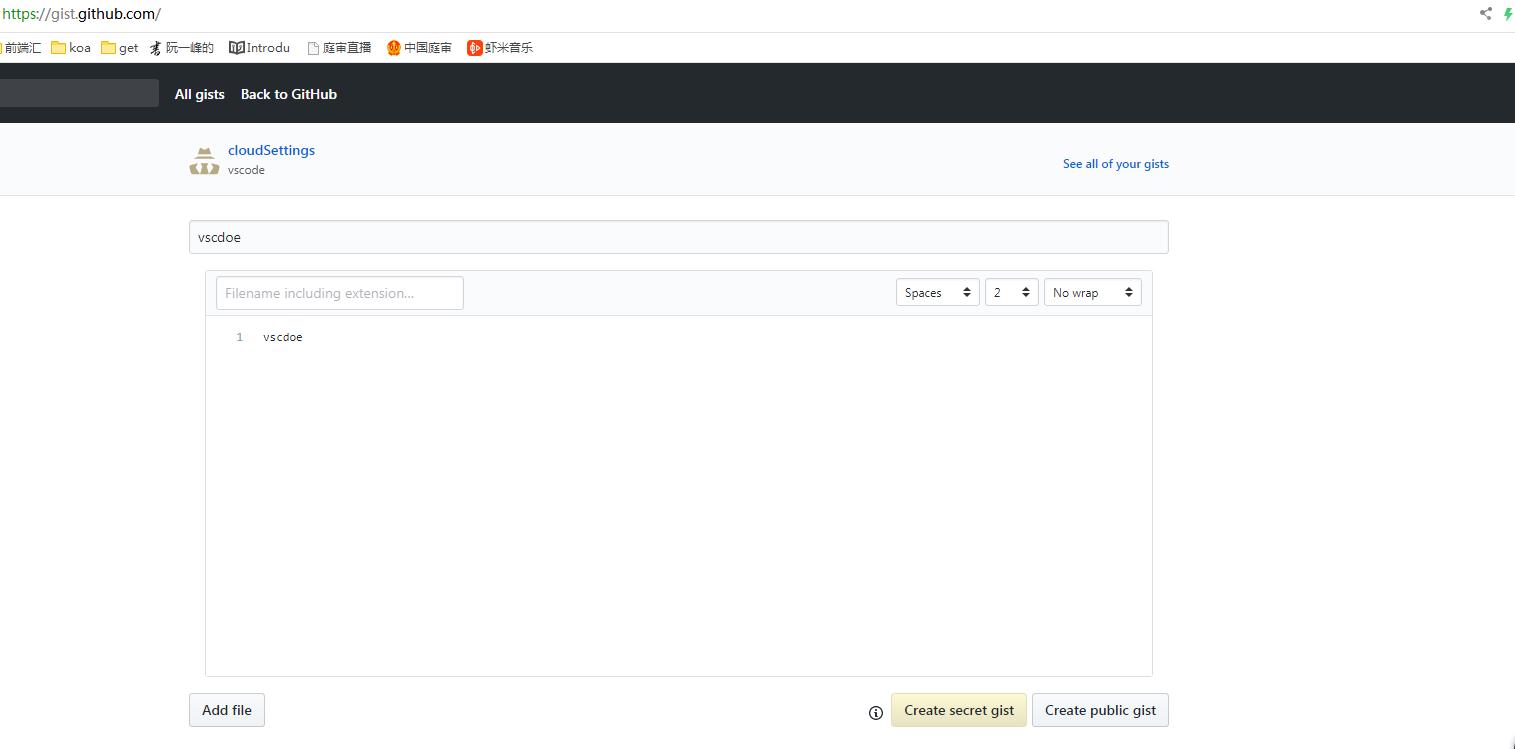 https://gist.github.com/
前端汇 koa get 阮一峰的 Introdu 庭审直播 中国庭审 虾米音乐
All gists Back to GitHub
cloudSettings
vscode
See all of your gists
vscdoe
Filename including extension... Spaces 2 No wrap
1 vscdoe
Add file Create secret gist Create public gist